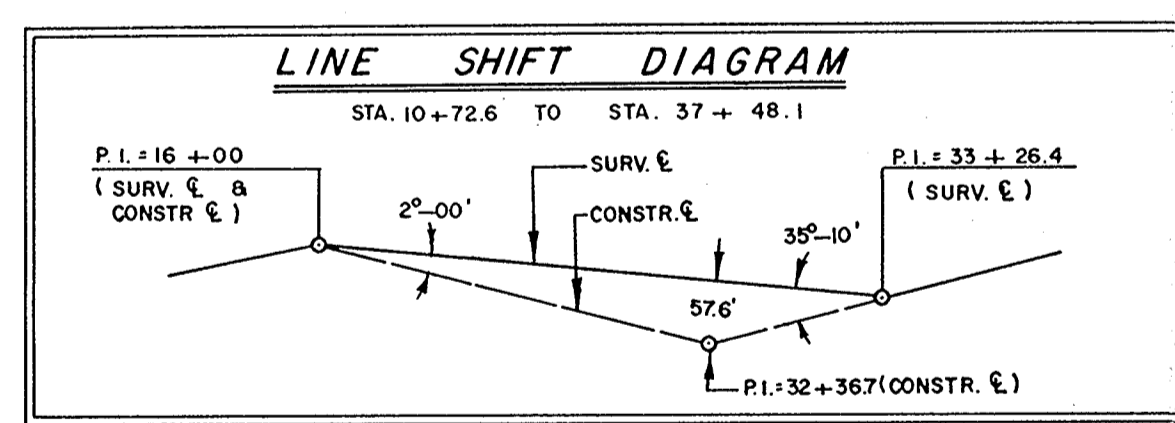 LINE SHIFT DIAGRAM
STA. 10+72.6 TO STA. 37+48.1
P.I. = 16+00
(SURV. ℄ &
CONSTR ℄)
2°-00'
SURV. ℄
CONSTR. ℄
35°-10'
P.I. = 33+26.4
(SURV. ℄)
57.6'
P.I. = 32+36.7 (CONSTR. ℄)